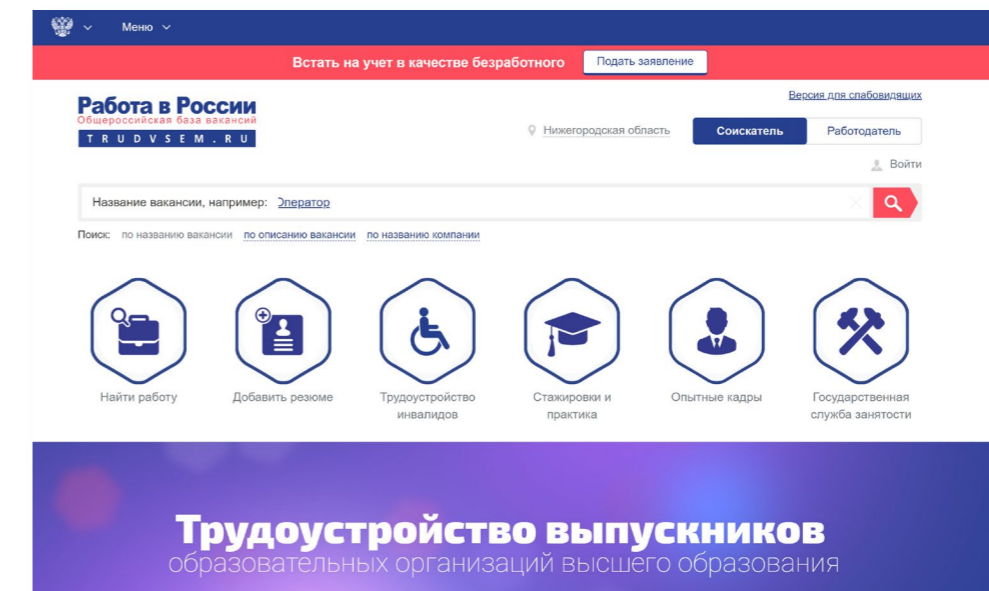 Меню
Встать на учет в качестве безработного Подать заявление
Версия для слабовидящих
Работа в России
Общероссийская база вакансий
TRUDVSEM.RU
Нижегородская область Соискатель Работодатель
Войти
Название вакансии, например: Оператор
Поиск: по названию вакансии по описанию вакансии по названию компании
Найти работу
Добавить резюме
Трудоустройство
инвалидов
Стажировки и
практика
Опытные кадры
Государственная
служба занятости
Трудоустройство выпускников
образовательных организаций высшего образования